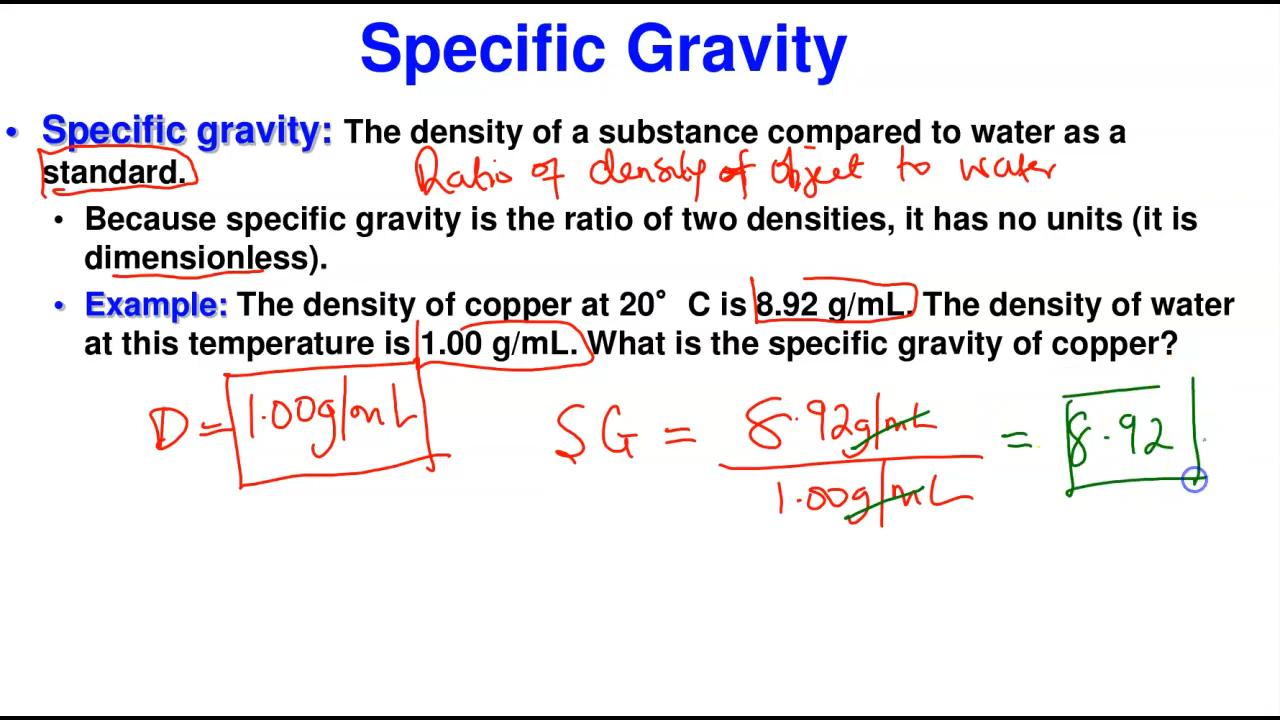 Specific Gravity
• Specific gravity: The density of a substance compared to water as a
standard.
Ratio of density of object to water
• Because specific gravity is the ratio of two densities, it has no units (it is
dimensionless).
• Example: The density of copper at 20° C is 8.92 g/mL. The density of water
at this temperature is 1.00 g/mL. What is the specific gravity of copper?
D = 1.00g/mL
SG = 8.92g/mL = 8.92
1.00g/mL